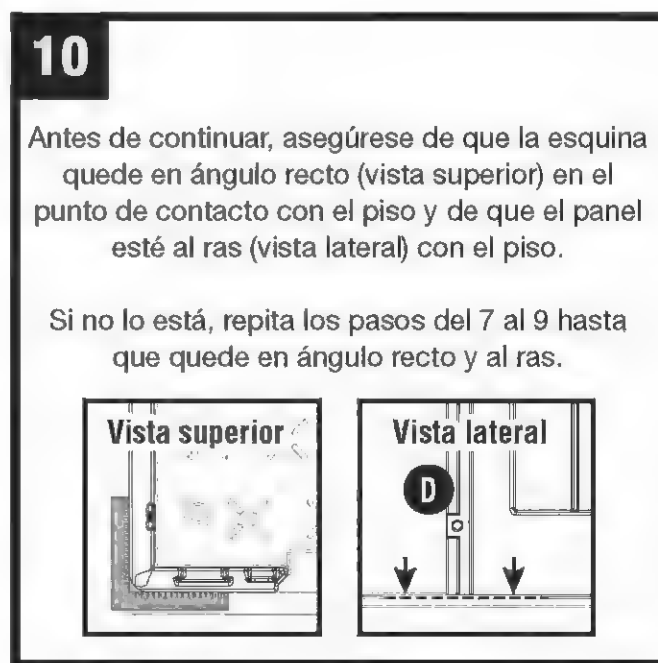 10
Antes de continuar, asegúrese de que la esquina
quede en ángulo recto (vista superior) en el
punto de contacto con el piso y de que el panel
esté al ras (vista lateral) con el piso.
Si no lo está, repita los pasos del 7 al 9 hasta
que quede en ángulo recto y al ras.
Vista superior
Vista lateral
D